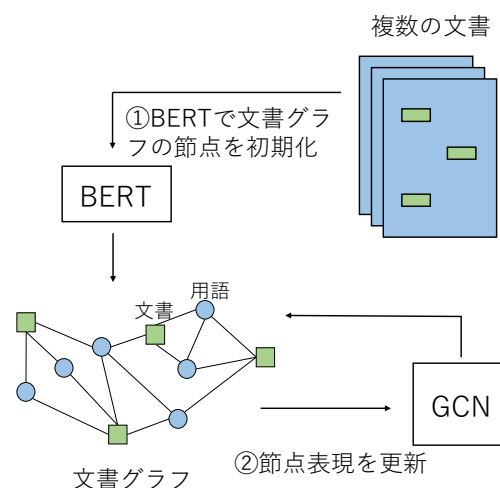 複数の文書
①BERTで文書グラ
フの節点を初期化
BERT
用語
文書
GCN
②節点表現を更新
文書グラフ